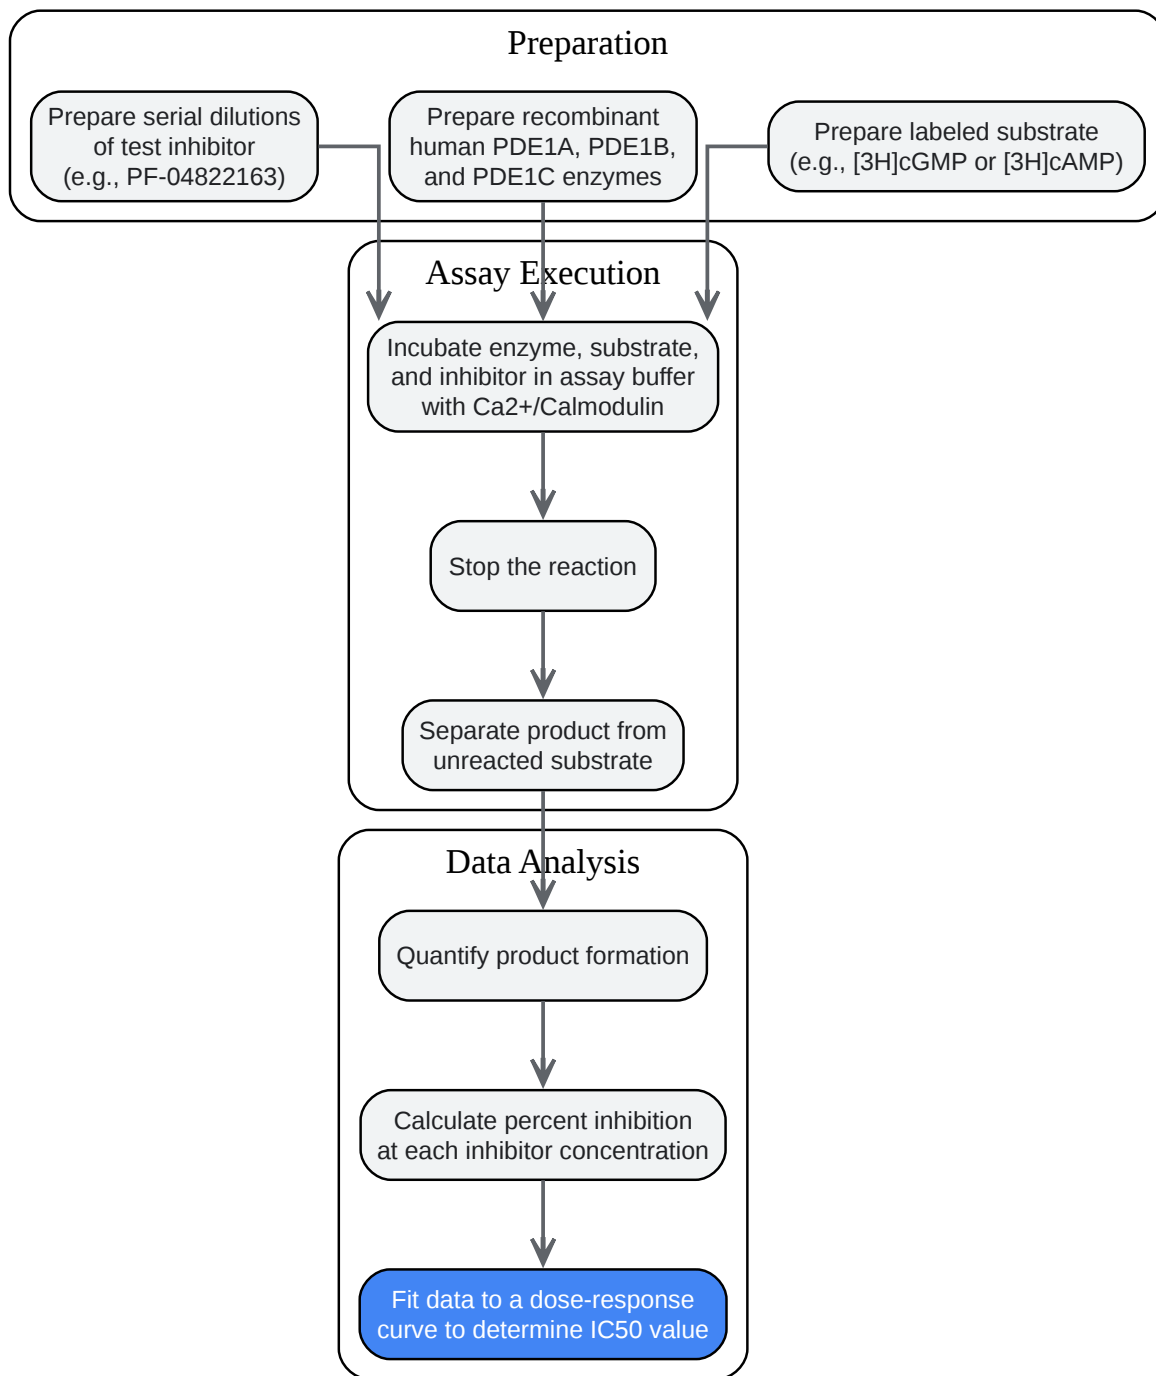 Preparation
Prepare serial dilutions
of test inhibitor
(e.g., PF-04822163)
Prepare recombinant
human PDE1A, PDE1B,
and PDE1C enzymes
Prepare labeled substrate
(e.g., [3H]cGMP or [3H]cAMP)
Assay Execution
Incubate enzyme, substrate,
and inhibitor in assay buffer
with Ca2+/Calmodulin
Stop the reaction
Separate product from
unreacted substrate
Data Analysis
Quantify product formation
Calculate percent inhibition
at each inhibitor concentration
Fit data to a dose-response
curve to determine IC50 value